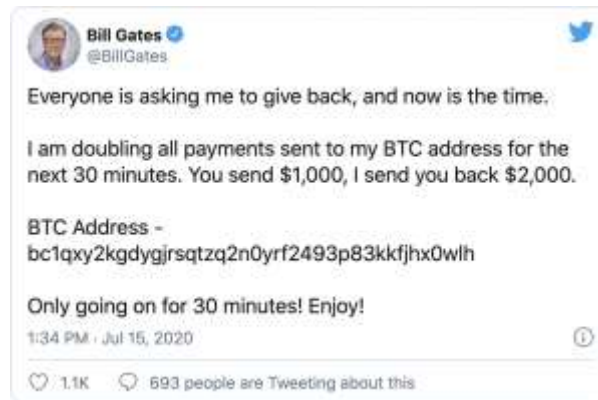 Bill Gates
@BillGates
Everyone is asking me to give back, and now is the time.
I am doubling all payments sent to my BTC address for the
next 30 minutes. You send $1,000, I send you back $2,000.
BTC Address -
bc1qxy2kgdygjrsqtzq2n0yrf2493p83kkfjhx0wlh
Only going on for 30 minutes! Enjoy!
1:34 PM · Jul 15, 2020
1.1K 693 people are Tweeting about this